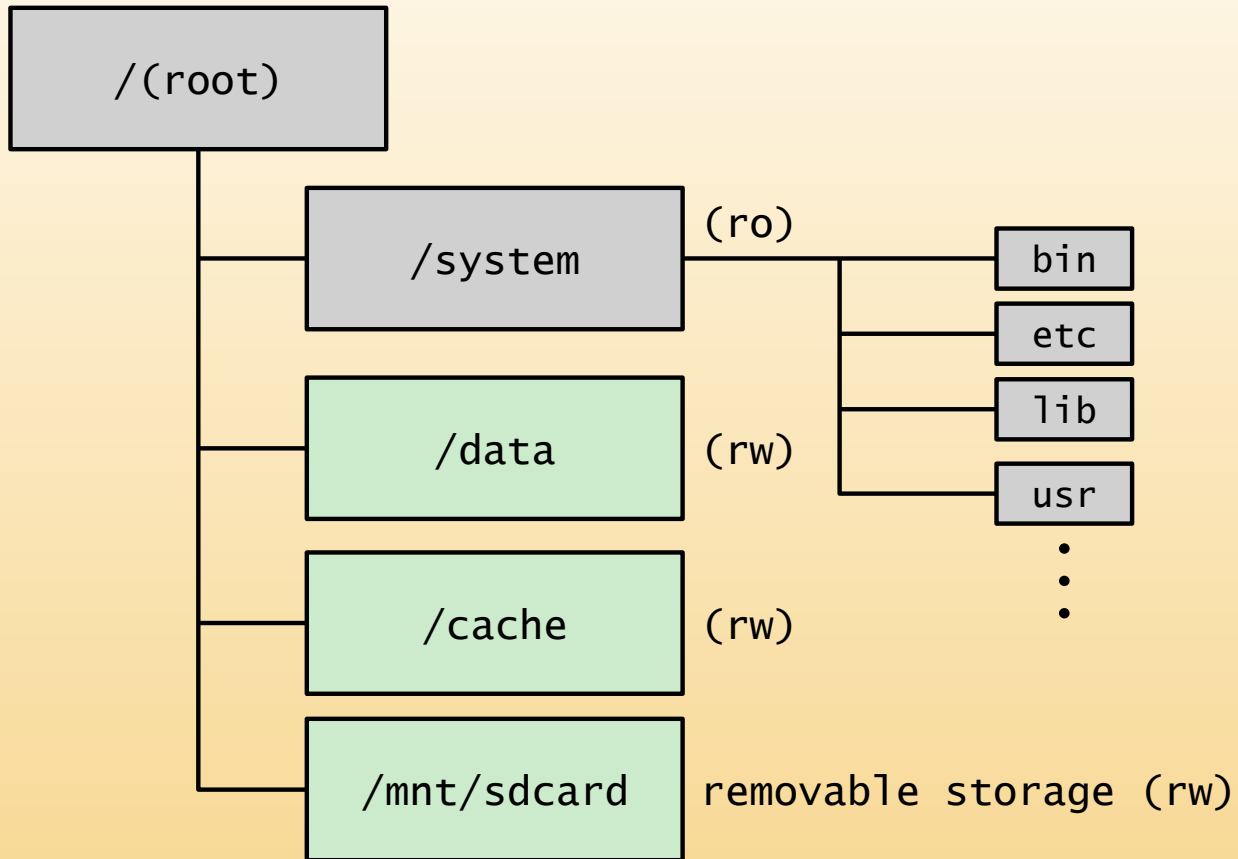 /(root)
/system
(ro)
bin
etc
lib
usr
/data
(rw)
/cache
(rw)
/mnt/sdcard
removable storage (rw)